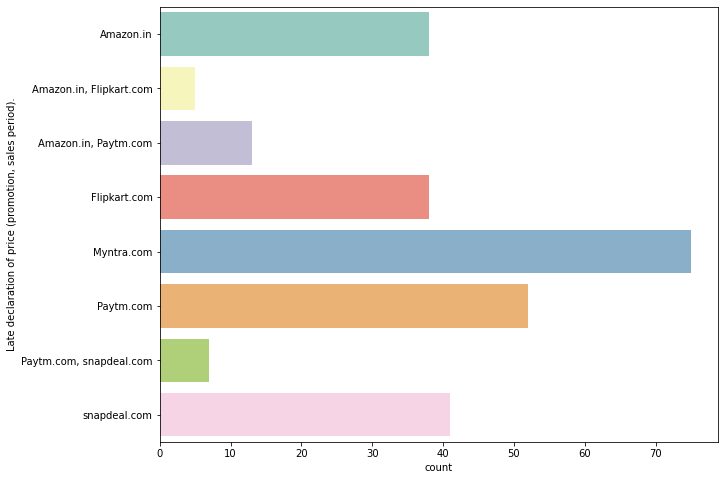 Late declaration of price (promotion, sales period).
Amazon.in
Amazon.in, Flipkart.com
Amazon.in, Paytm.com
Flipkart.com
Myntra.com
Paytm.com
Paytm.com, snapdeal.com
snapdeal.com
0 10 20 30 40 50 60 70
count